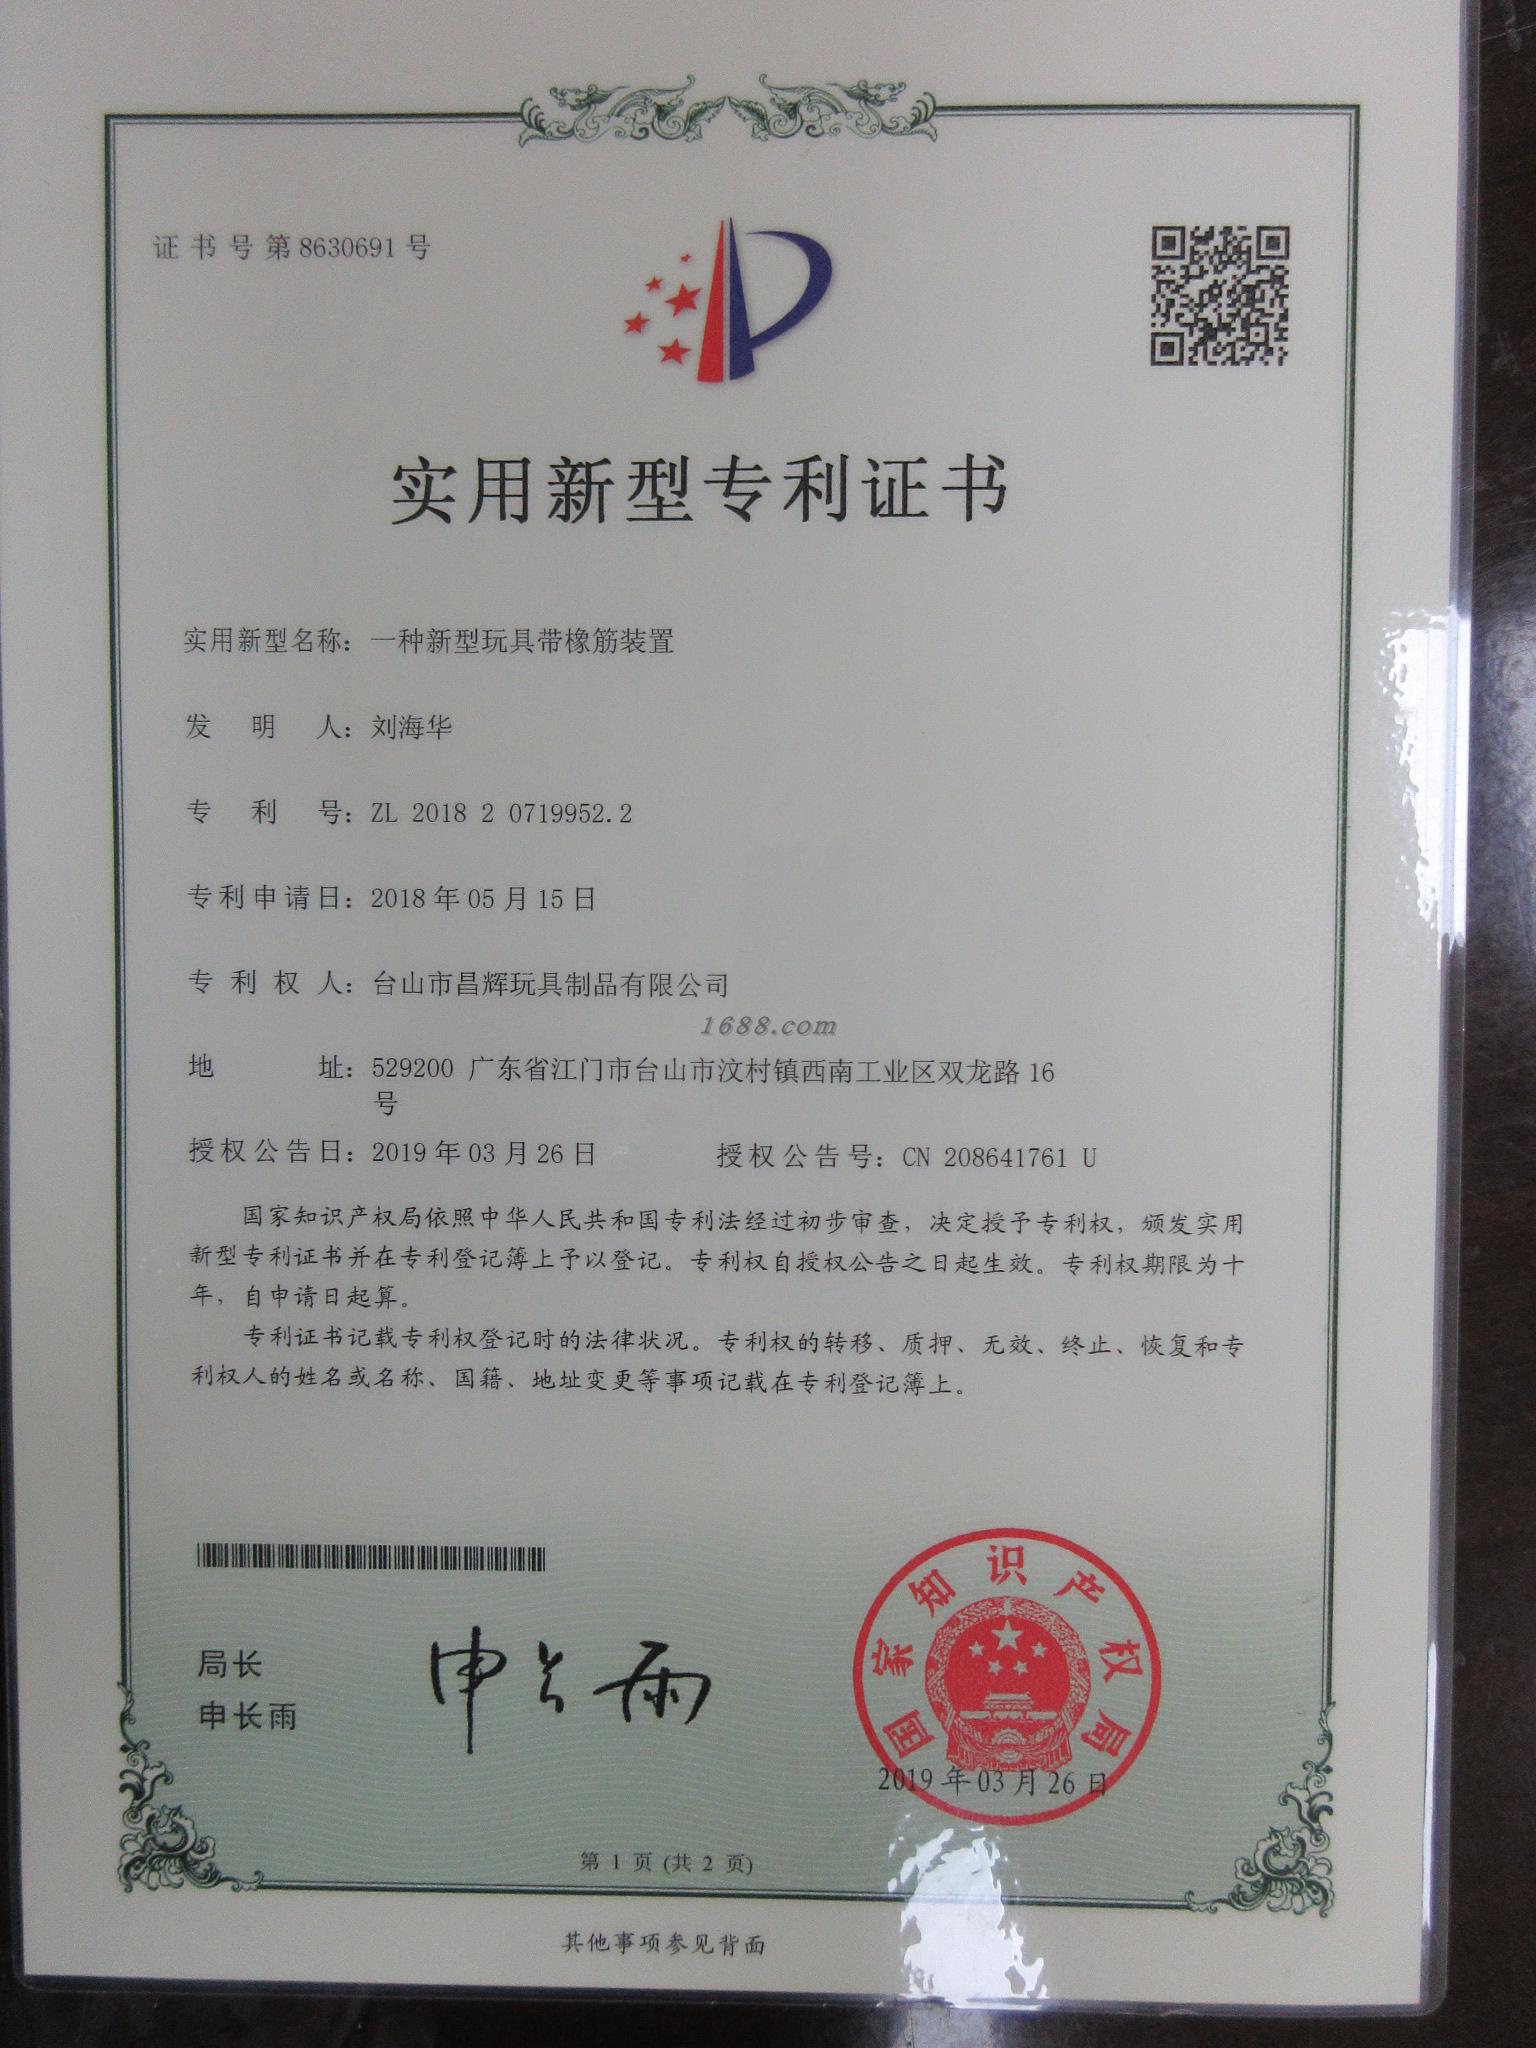 证书号第8630691号
实用新型专利证书
实用新型名称：一种新型玩具带橡筋装置
发明人：刘海华
专利号：ZL 2018 2 0719952.2
专利申请日：2018年05月15日
专利权人：台山市昌辉玩具制品有限公司
1688.com
地址：529200 广东省江门市台山市汶村镇西南工业区双龙路16
号
授权公告日：2019年03月26日 授权公告号：CN 208641761 U
国家知识产权局依照中华人民共和国专利法经过初步审查，决定授予专利权，颁发实用
新型专利证书并在专利登记簿上予以登记。专利权自授权公告之日起生效。专利权期限为十
年，自申请日起算。
专利证书记载专利权登记时的法律状况。专利权的转移、质押、无效、终止、恢复和专
利权人的姓名或名称、国籍、地址变更等事项记载在专利登记簿上。
局长
申长雨
申长雨
国家知识产权局
2019年03月26日
第 1 页 (共 2 页)
其他事项参见背面